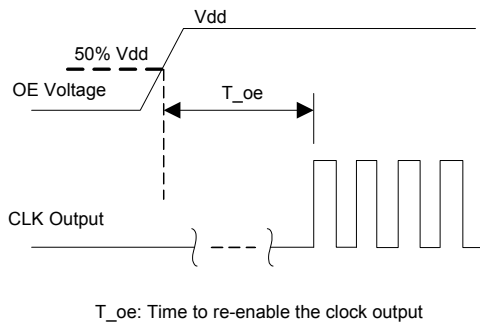 Vdd
50% Vdd
OE Voltage
T_oe
CLK Output
T_oe: Time to re-enable the clock output